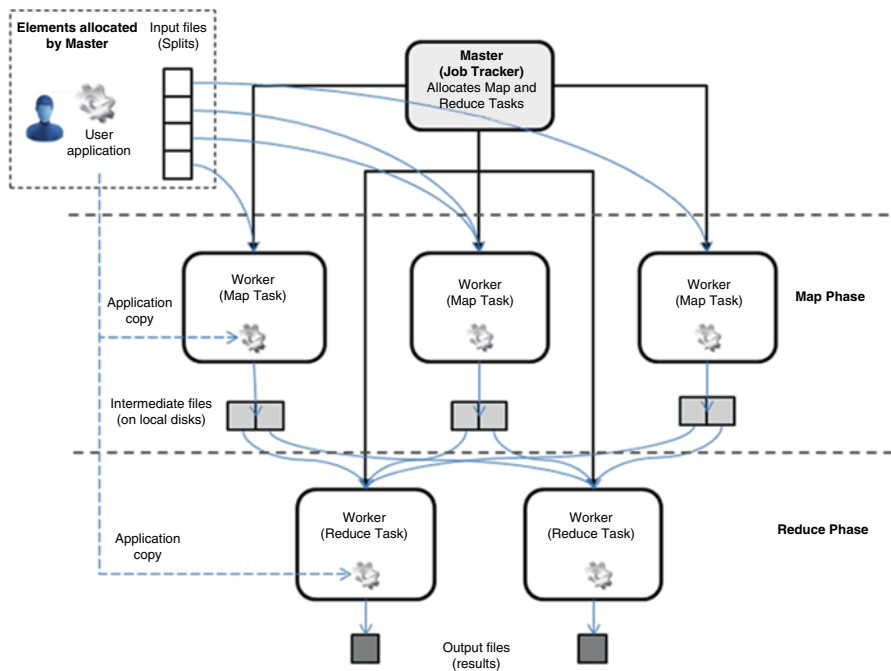 Elements allocated
by Master
Input files
(Splits)
User
application
Master
(Job Tracker)
Allocates Map and
Reduce Tasks
Worker
(Map Task)
Worker
(Map Task)
Worker
(Map Task)
Map Phase
Application
copy
Intermediate files
(on local disks)
Worker
(Reduce Task)
Worker
(Reduce Task)
Reduce Phase
Application
copy
Output files
(results)